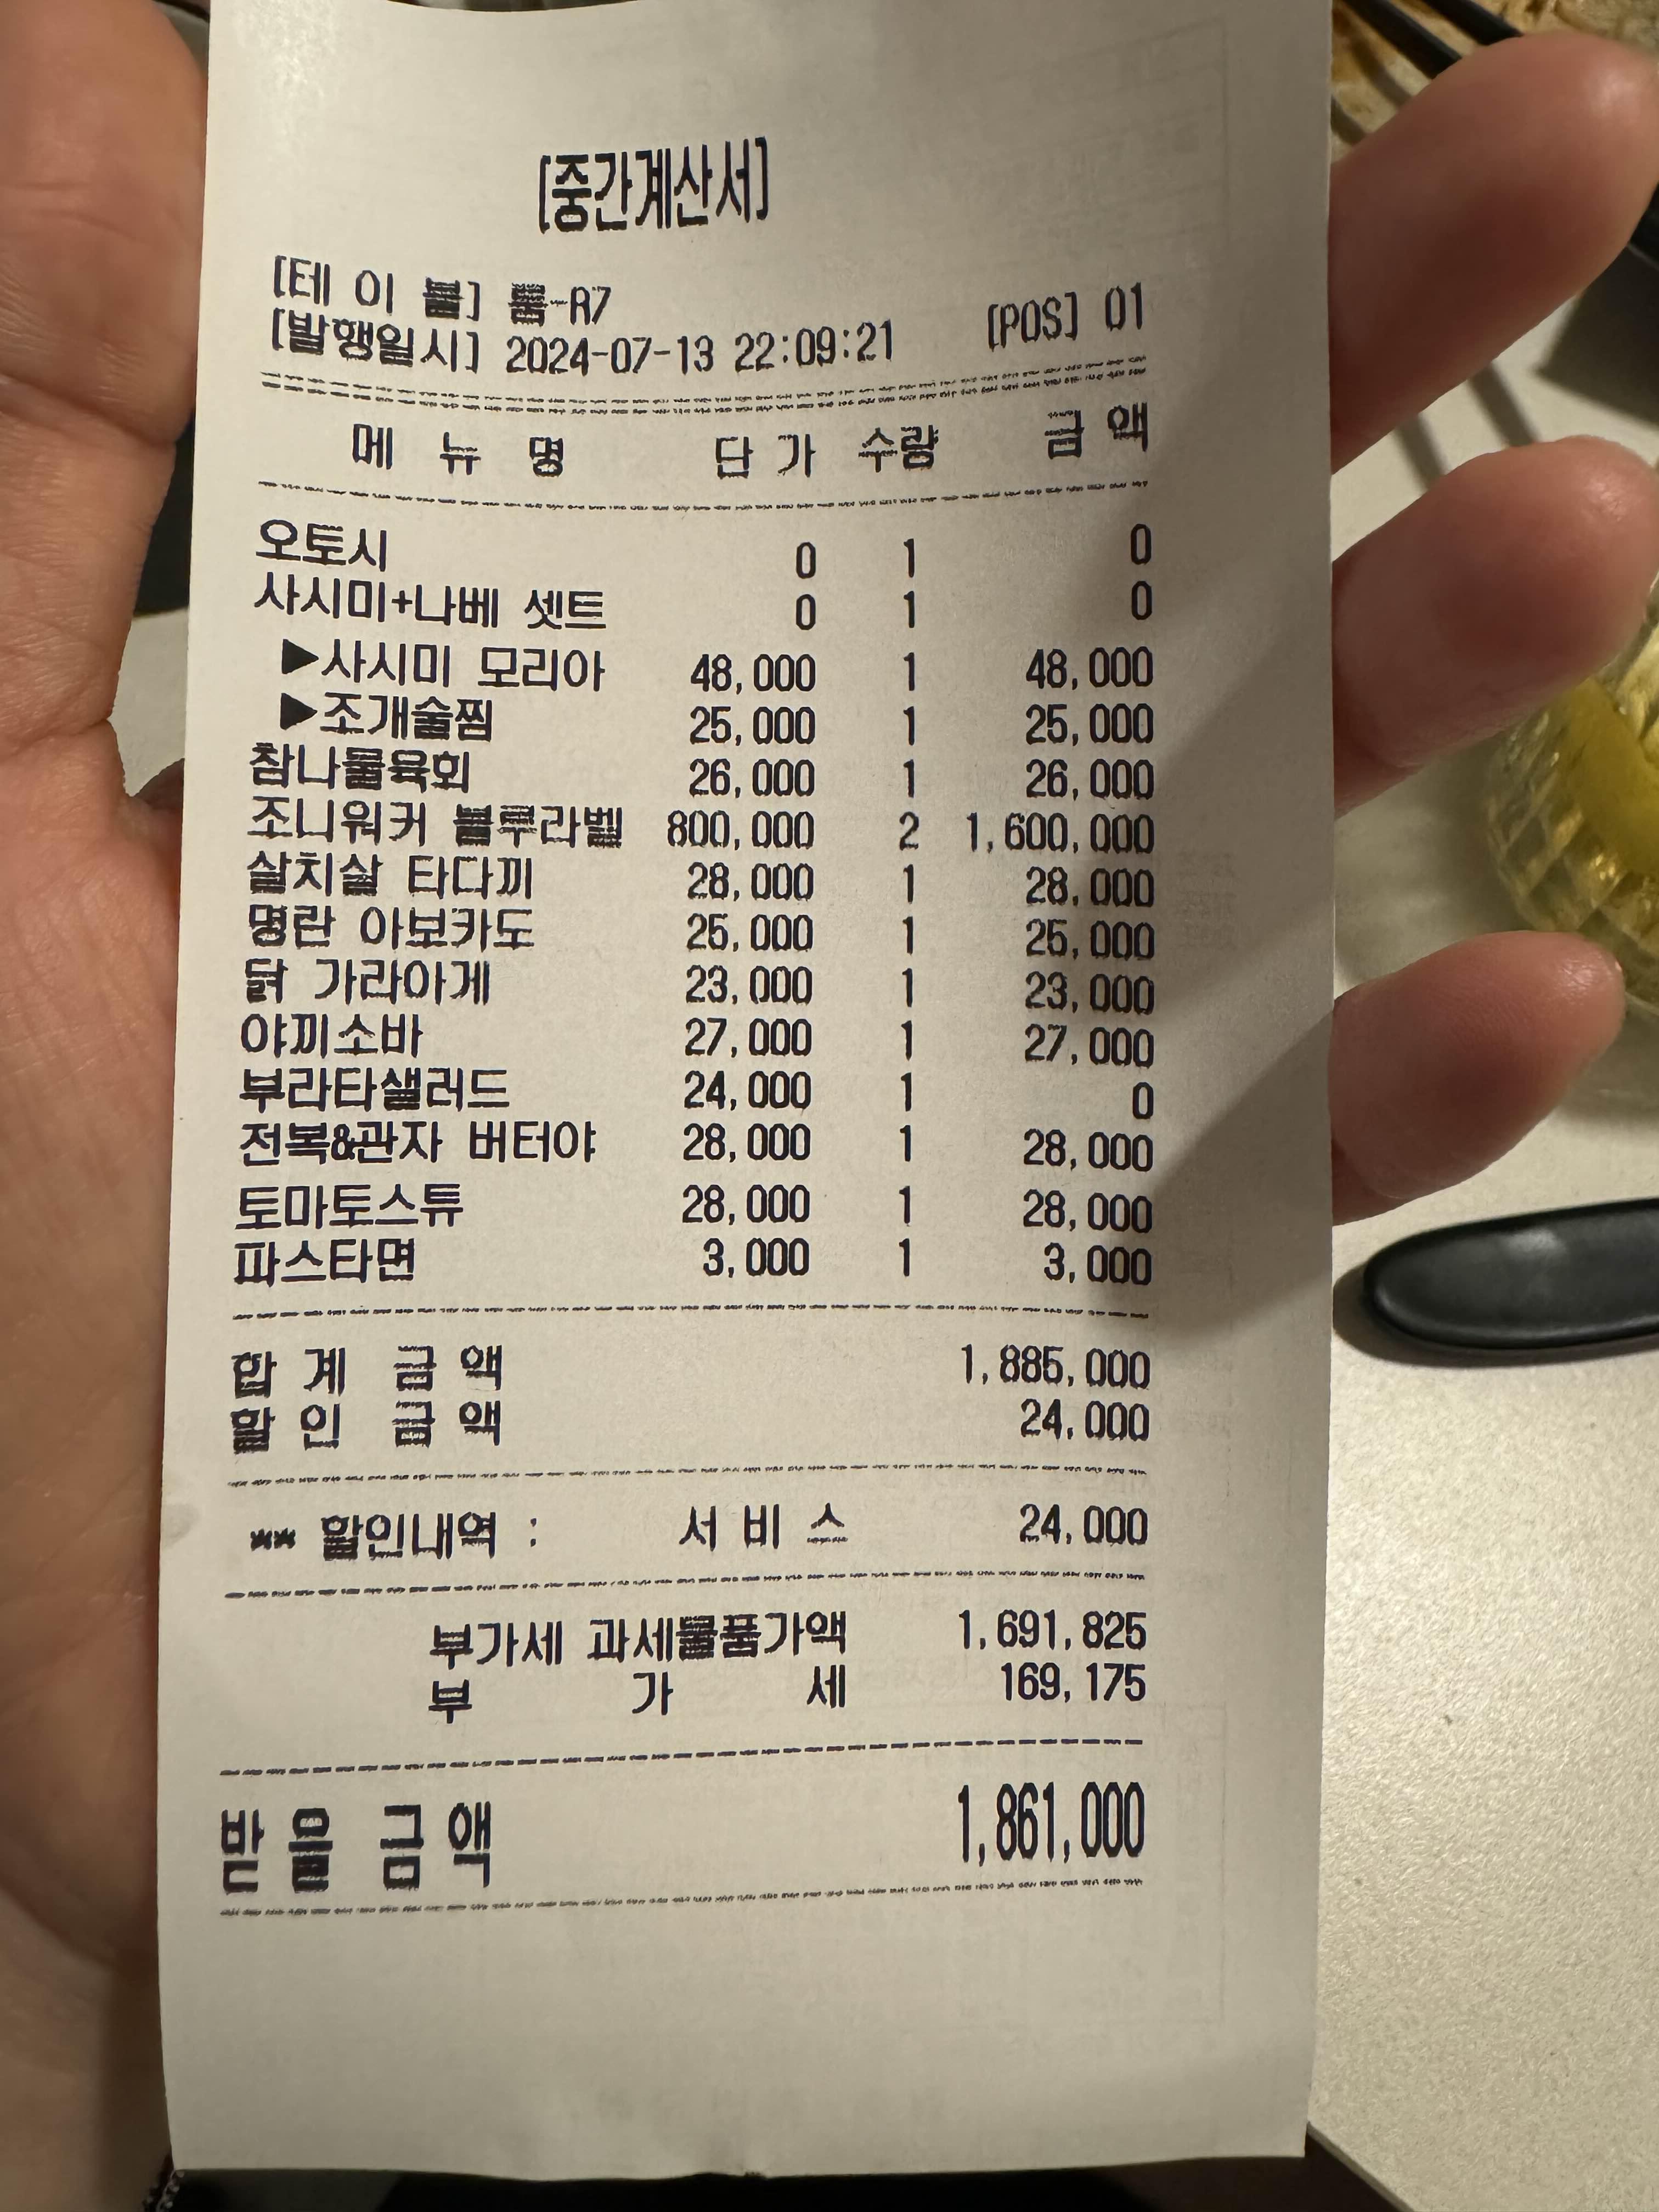 [중간계산서]
[테 이 블] 룸-R7 [POS] 01
[발행일시] 2024-07-13 22:09:21
메 뉴 명 단 가 수량 금 액
오토시 0 1 0
사시미+나베 셋트 0 1 0
▶사시미 모리아 48,000 1 48,000
▶조개술찜 25,000 1 25,000
참나물육회 26,000 1 26,000
조니워커 블루라벨 800,000 2 1,600,000
살치살 타다끼 28,000 1 28,000
명란 아보카도 25,000 1 25,000
닭 가라아게 23,000 1 23,000
야끼소바 27,000 1 27,000
부라타샐러드 24,000 1 0
전복&관자 버터야 28,000 1 28,000
토마토스튜 28,000 1 28,000
파스타면 3,000 1 3,000
합 계 금 액 1,885,000
할 인 금 액 24,000
** 할인내역 : 서 비 스 24,000
부가세 과세물품가액 1,691,825
부 가 세 169,175
받 을 금 액 1,861,000